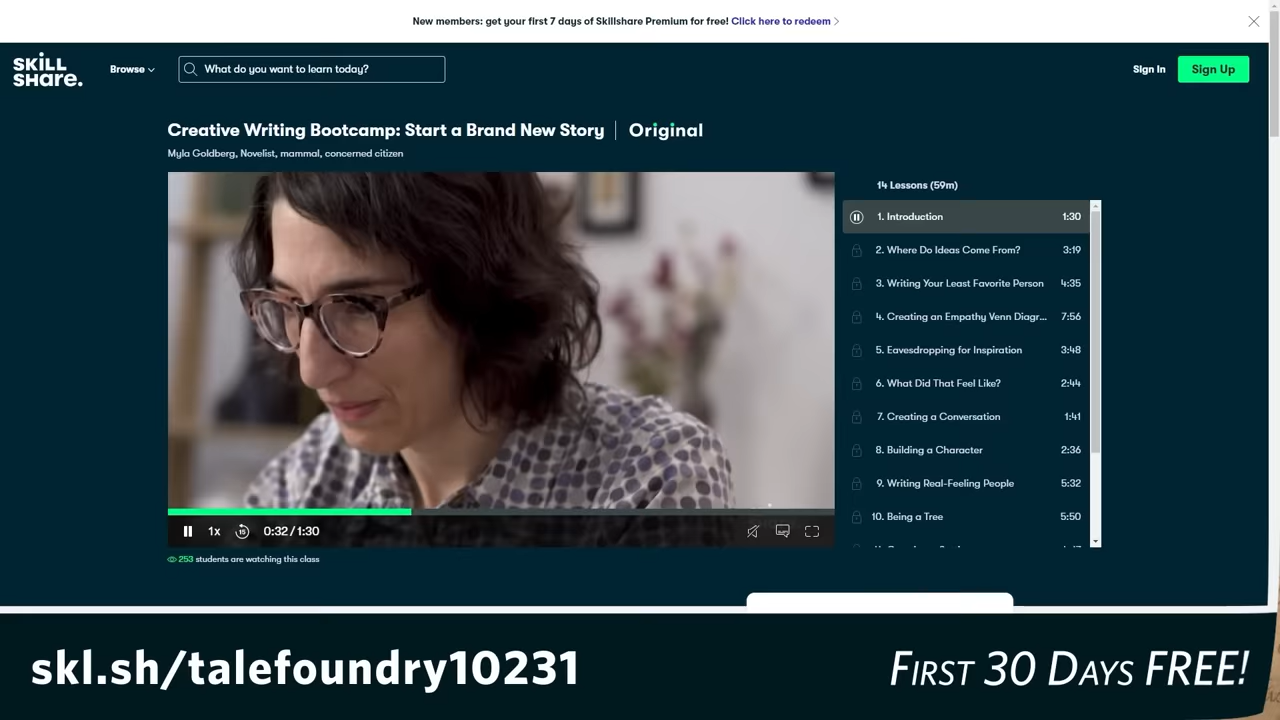 New members: get your first 7 days of Skillshare Premium for free! Click here to redeem
SKILL
SHARE.
Browse
What do you want to learn today?
Sign In
Sign Up
Creative Writing Bootcamp: Start a Brand New Story | Original
Myla Goldberg, Novelist, mammal, concerned citizen
14 Lessons (59m)
1. Introduction 1:30
2. Where Do Ideas Come From? 3:19
3. Writing Your Least Favorite Person 4:35
4. Creating an Empathy Venn Diagr... 7:56
5. Eavesdropping for Inspiration 3:48
6. What Did That Feel Like? 2:44
7. Creating a Conversation 1:41
8. Building a Character 2:36
9. Writing Real-Feeling People 5:32
10. Being a Tree 5:50
1x 15 0:32 / 1:30
253 students are watching this class
skl.sh/talefoundry10231
First 30 Days FREE!